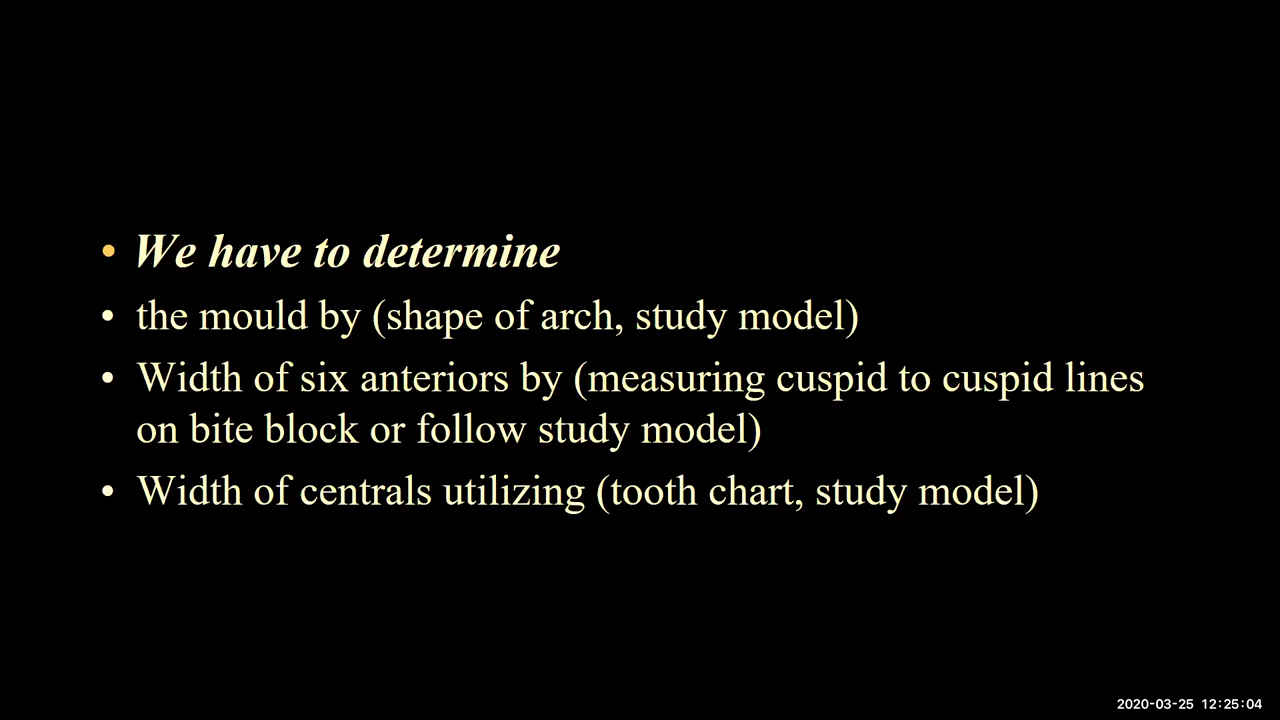 • We have to determine
• the mould by (shape of arch, study model)
• Width of six anteriors by (measuring cuspid to cuspid lines
on bite block or follow study model)
• Width of centrals utilizing (tooth chart, study model)
2020-03-25 12:25:04